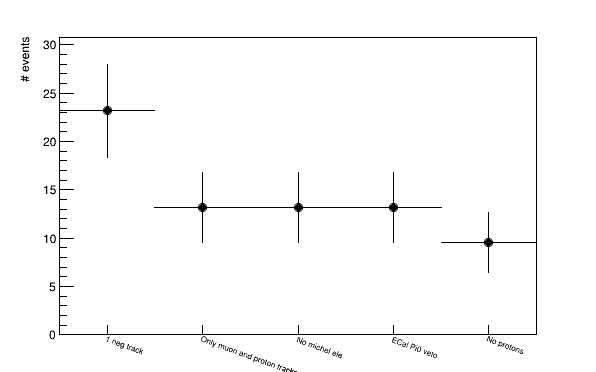 # events
30
25
20
15
10
5
0
1 neg track
Only muon and proton tracks
No michel ele
ECal Pi0 veto
No protons